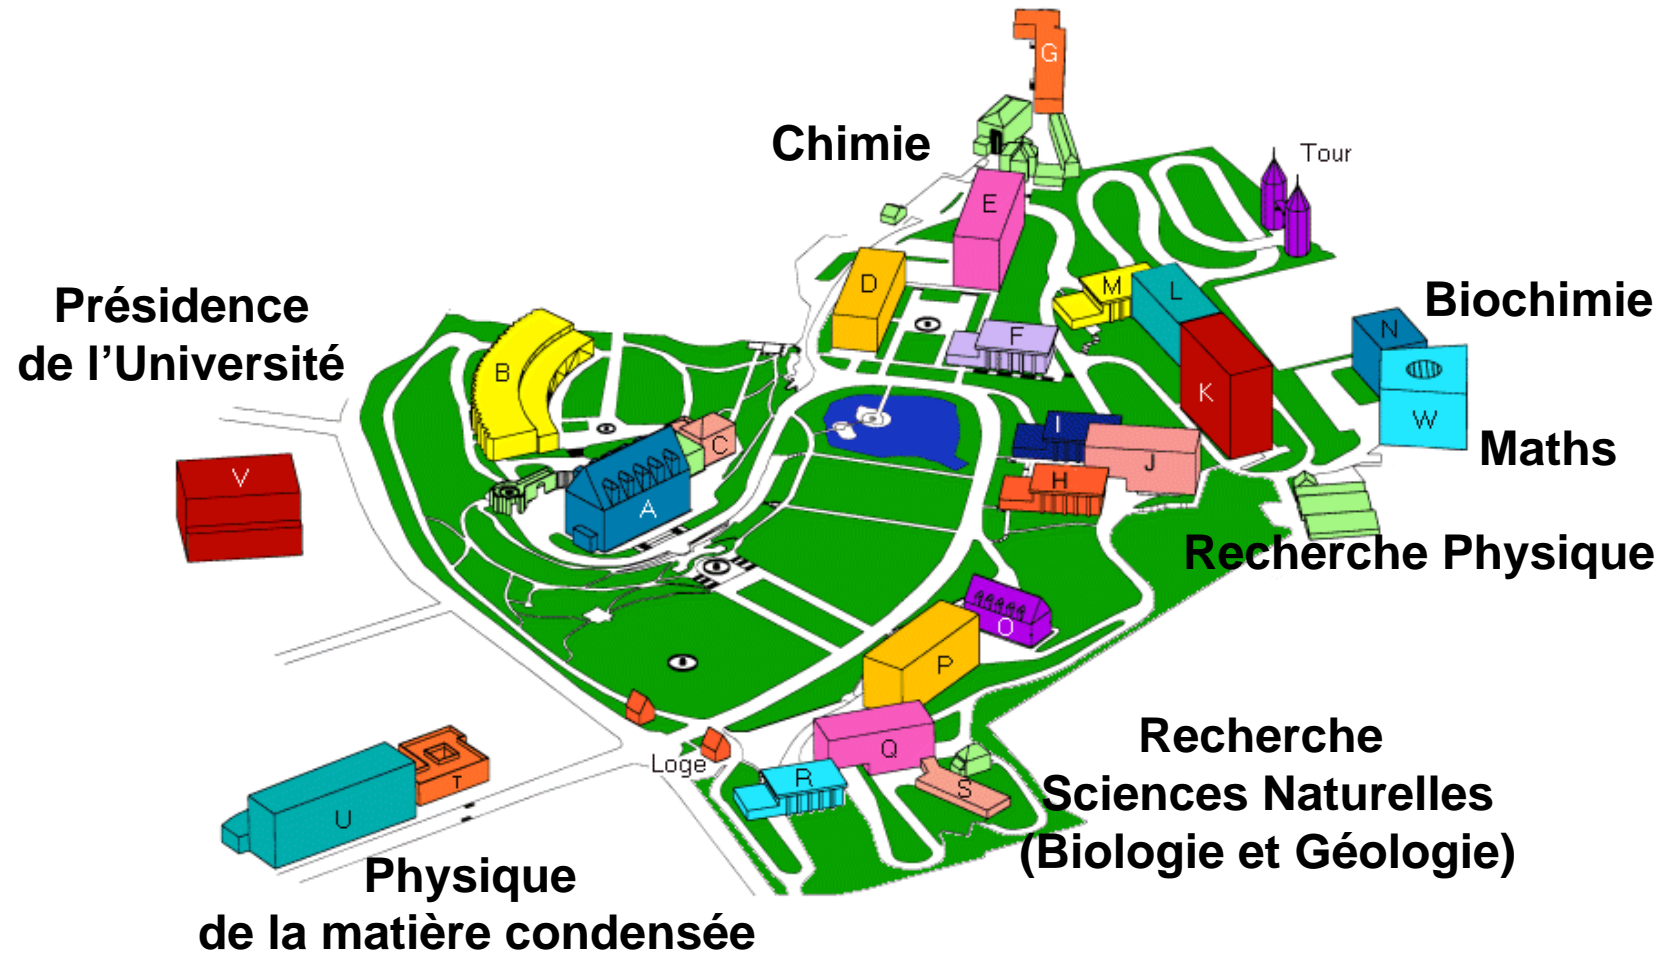 G
Chimie
Tour
E
Présidence
de l’Université
D
M
L
Biochimie
N
F
B
K
W
I
C
J
Maths
H
V
A
Recherche Physique
O
P
Recherche
Sciences Naturelles
(Biologie et Géologie)
Q
Loge
R
S
T
U
Physique
de la matière condensée